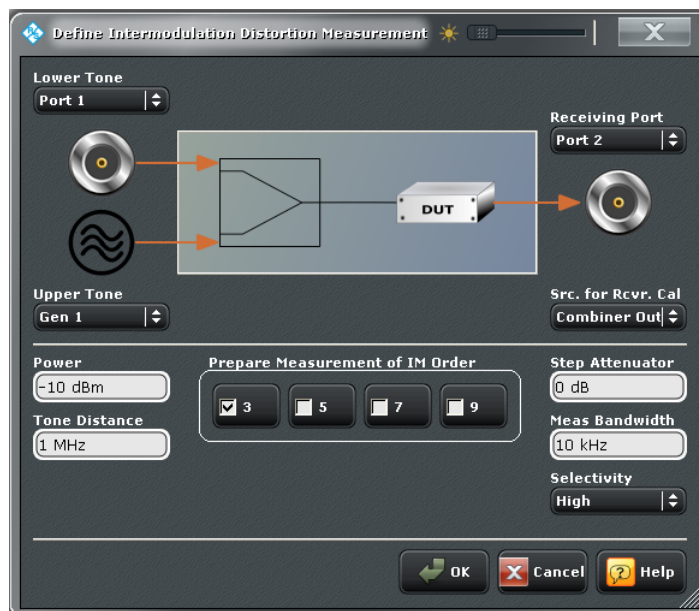 Define Intermodulation Distortion Measurement
Lower Tone
Port 1
Receiving Port
Port 2
DUT
Upper Tone
Gen 1
Src. for Rcvr. Cal
Combiner Out
Power
-10 dBm
Tone Distance
1 MHz
Prepare Measurement of IM Order
3 5 7 9
Step Attenuator
0 dB
Meas Bandwidth
10 kHz
Selectivity
High
OK Cancel Help